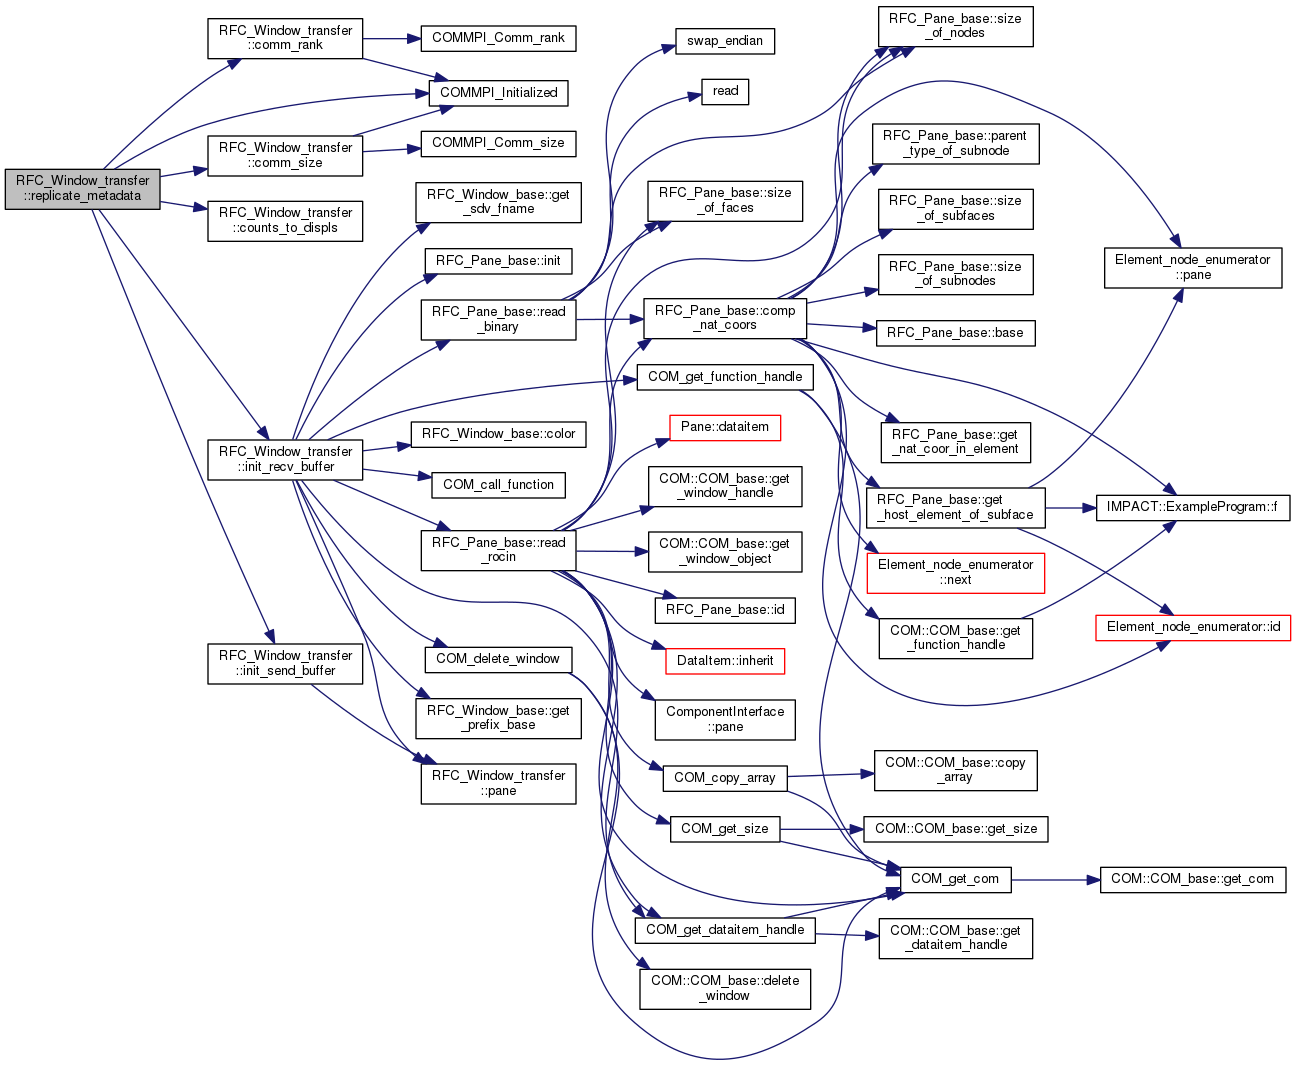 RFC_Window_transfer
::replicate_metadata
RFC_Window_transfer
::comm_rank
RFC_Window_transfer
::comm_size
RFC_Window_transfer
::counts_to_displs
RFC_Window_transfer
::init_recv_buffer
RFC_Window_transfer
::init_send_buffer
COMMPI_Comm_rank
COMMPI_Initialized
COMMPI_Comm_size
RFC_Window_base::get
_sdv_fname
RFC_Pane_base::init
RFC_Pane_base::read
_binary
RFC_Window_base::color
COM_call_function
RFC_Pane_base::read
_rocin
COM_delete_window
RFC_Window_base::get
_prefix_base
RFC_Window_transfer
::pane
swap_endian
read
RFC_Pane_base::size
_of_faces
RFC_Pane_base::comp
_nat_coors
COM_get_function_handle
Pane::dataitem
COM::COM_base::get
_window_handle
COM::COM_base::get
_window_object
RFC_Pane_base::id
DataItem::inherit
ComponentInterface
::pane
COM_copy_array
COM_get_size
COM_get_dataitem_handle
COM::COM_base::delete
_window
RFC_Pane_base::size
_of_nodes
RFC_Pane_base::parent
_type_of_subnode
RFC_Pane_base::size
_of_subfaces
RFC_Pane_base::size
_of_subnodes
RFC_Pane_base::base
RFC_Pane_base::get
_nat_coor_in_element
RFC_Pane_base::get
_host_element_of_subface
Element_node_enumerator
::next
COM::COM_base::get
_function_handle
COM::COM_base::copy
_array
COM::COM_base::get_size
COM_get_com
COM::COM_base::get
_dataitem_handle
Element_node_enumerator
::pane
IMPACT::ExampleProgram::f
Element_node_enumerator::id
COM::COM_base::get_com